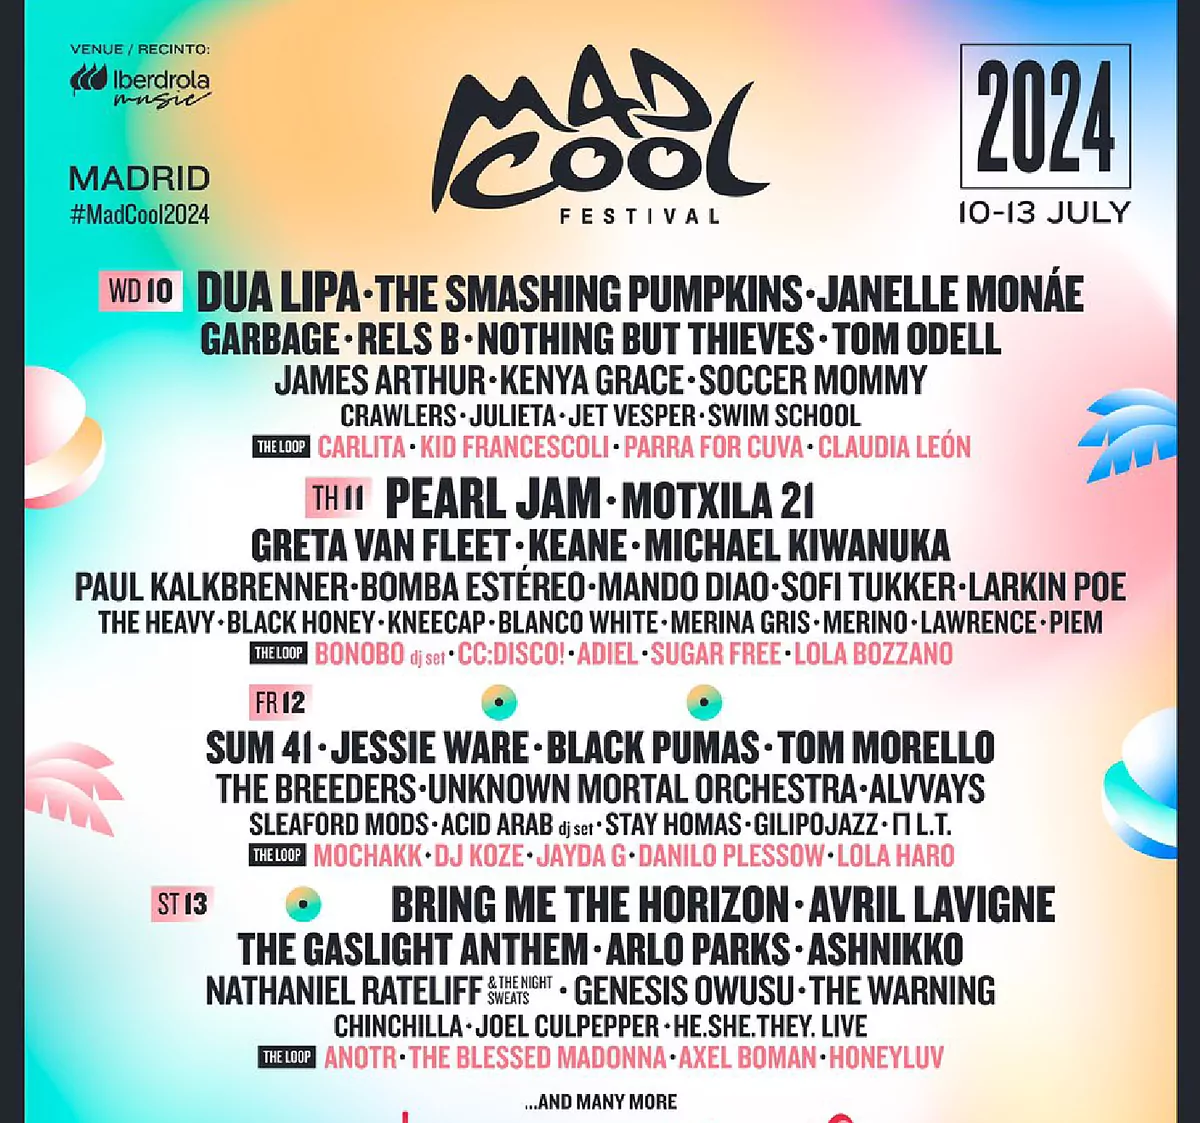 VENUE / RECINTO:
Iberdrola
music
MADRID
#MadCool2024
MAD
COOL
FESTIVAL
2024
10-13 JULY
WD 10 DUA LIPA·THE SMASHING PUMPKINS·JANELLE MONÁE
GARBAGE·RELS B·NOTHING BUT THIEVES·TOM ODELL
JAMES ARTHUR·KENYA GRACE·SOCCER MOMMY
CRAWLERS·JULIETA·JET VESPER·SWIM SCHOOL
THE LOOP CARLITA·KID FRANCESCOLI·PARRA FOR CUVA·CLAUDIA LEÓN
TH 11 PEARL JAM·MOTXILA 21
GRETA VAN FLEET·KEANE·MICHAEL KIWANUKA
PAUL KALKBRENNER·BOMBA ESTÉREO·MANDO DIAO·SOFI TUKKER·LARKIN POE
THE HEAVY·BLACK HONEY·KNEECAP·BLANCO WHITE·MERINA GRIS·MERINO·LAWRENCE·PIEM
THE LOOP BONOBO dj set·CC:DISCO!·ADIEL·SUGAR FREE·LOLA BOZZANO
FR 12
SUM 41·JESSIE WARE·BLACK PUMAS·TOM MORELLO
THE BREEDERS·UNKNOWN MORTAL ORCHESTRA·ALVVAYS
SLEAFORD MODS·ACID ARAB dj set·STAY HOMAS·GILIPOJAZZ·Π L.T.
THE LOOP MOCHAKK·DJ KOZE·JAYDA G·DANILO PLESSOW·LOLA HARO
ST 13 BRING ME THE HORIZON·AVRIL LAVIGNE
THE GASLIGHT ANTHEM·ARLO PARKS·ASHNIKKO
NATHANIEL RATELIFF & THE NIGHT SWEATS·GENESIS OWUSU·THE WARNING
CHINCHILLA·JOEL CULPEPPER·HE.SHE.THEY. LIVE
THE LOOP ANOTR·THE BLESSED MADONNA·AXEL BOMAN·HONEYLUV
...AND MANY MORE